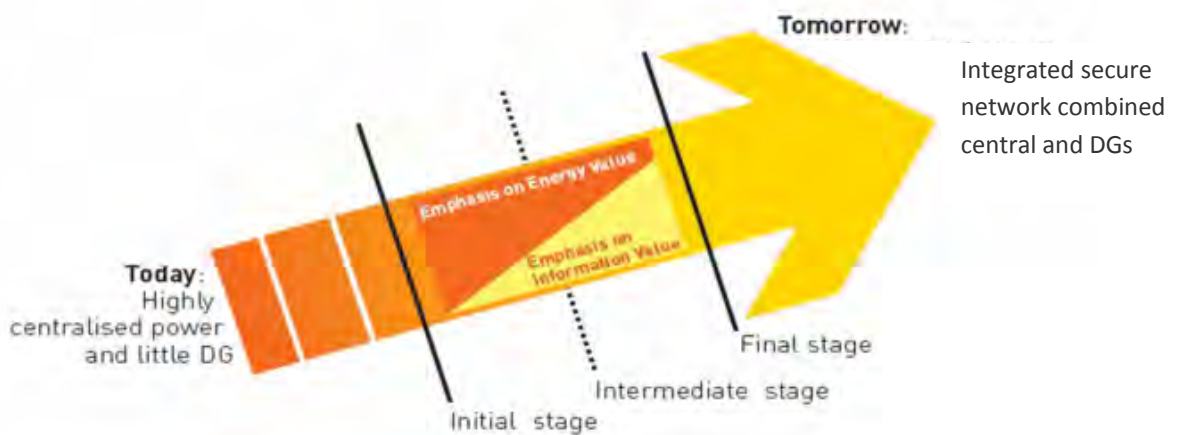 Tomorrow:
Integrated secure
network combined
central and DGs
Emphasis on Energy Value
Emphasis on
Information Value
Today:
Highly
centralised power
and little DG
Final stage
Intermediate stage
Initial stage